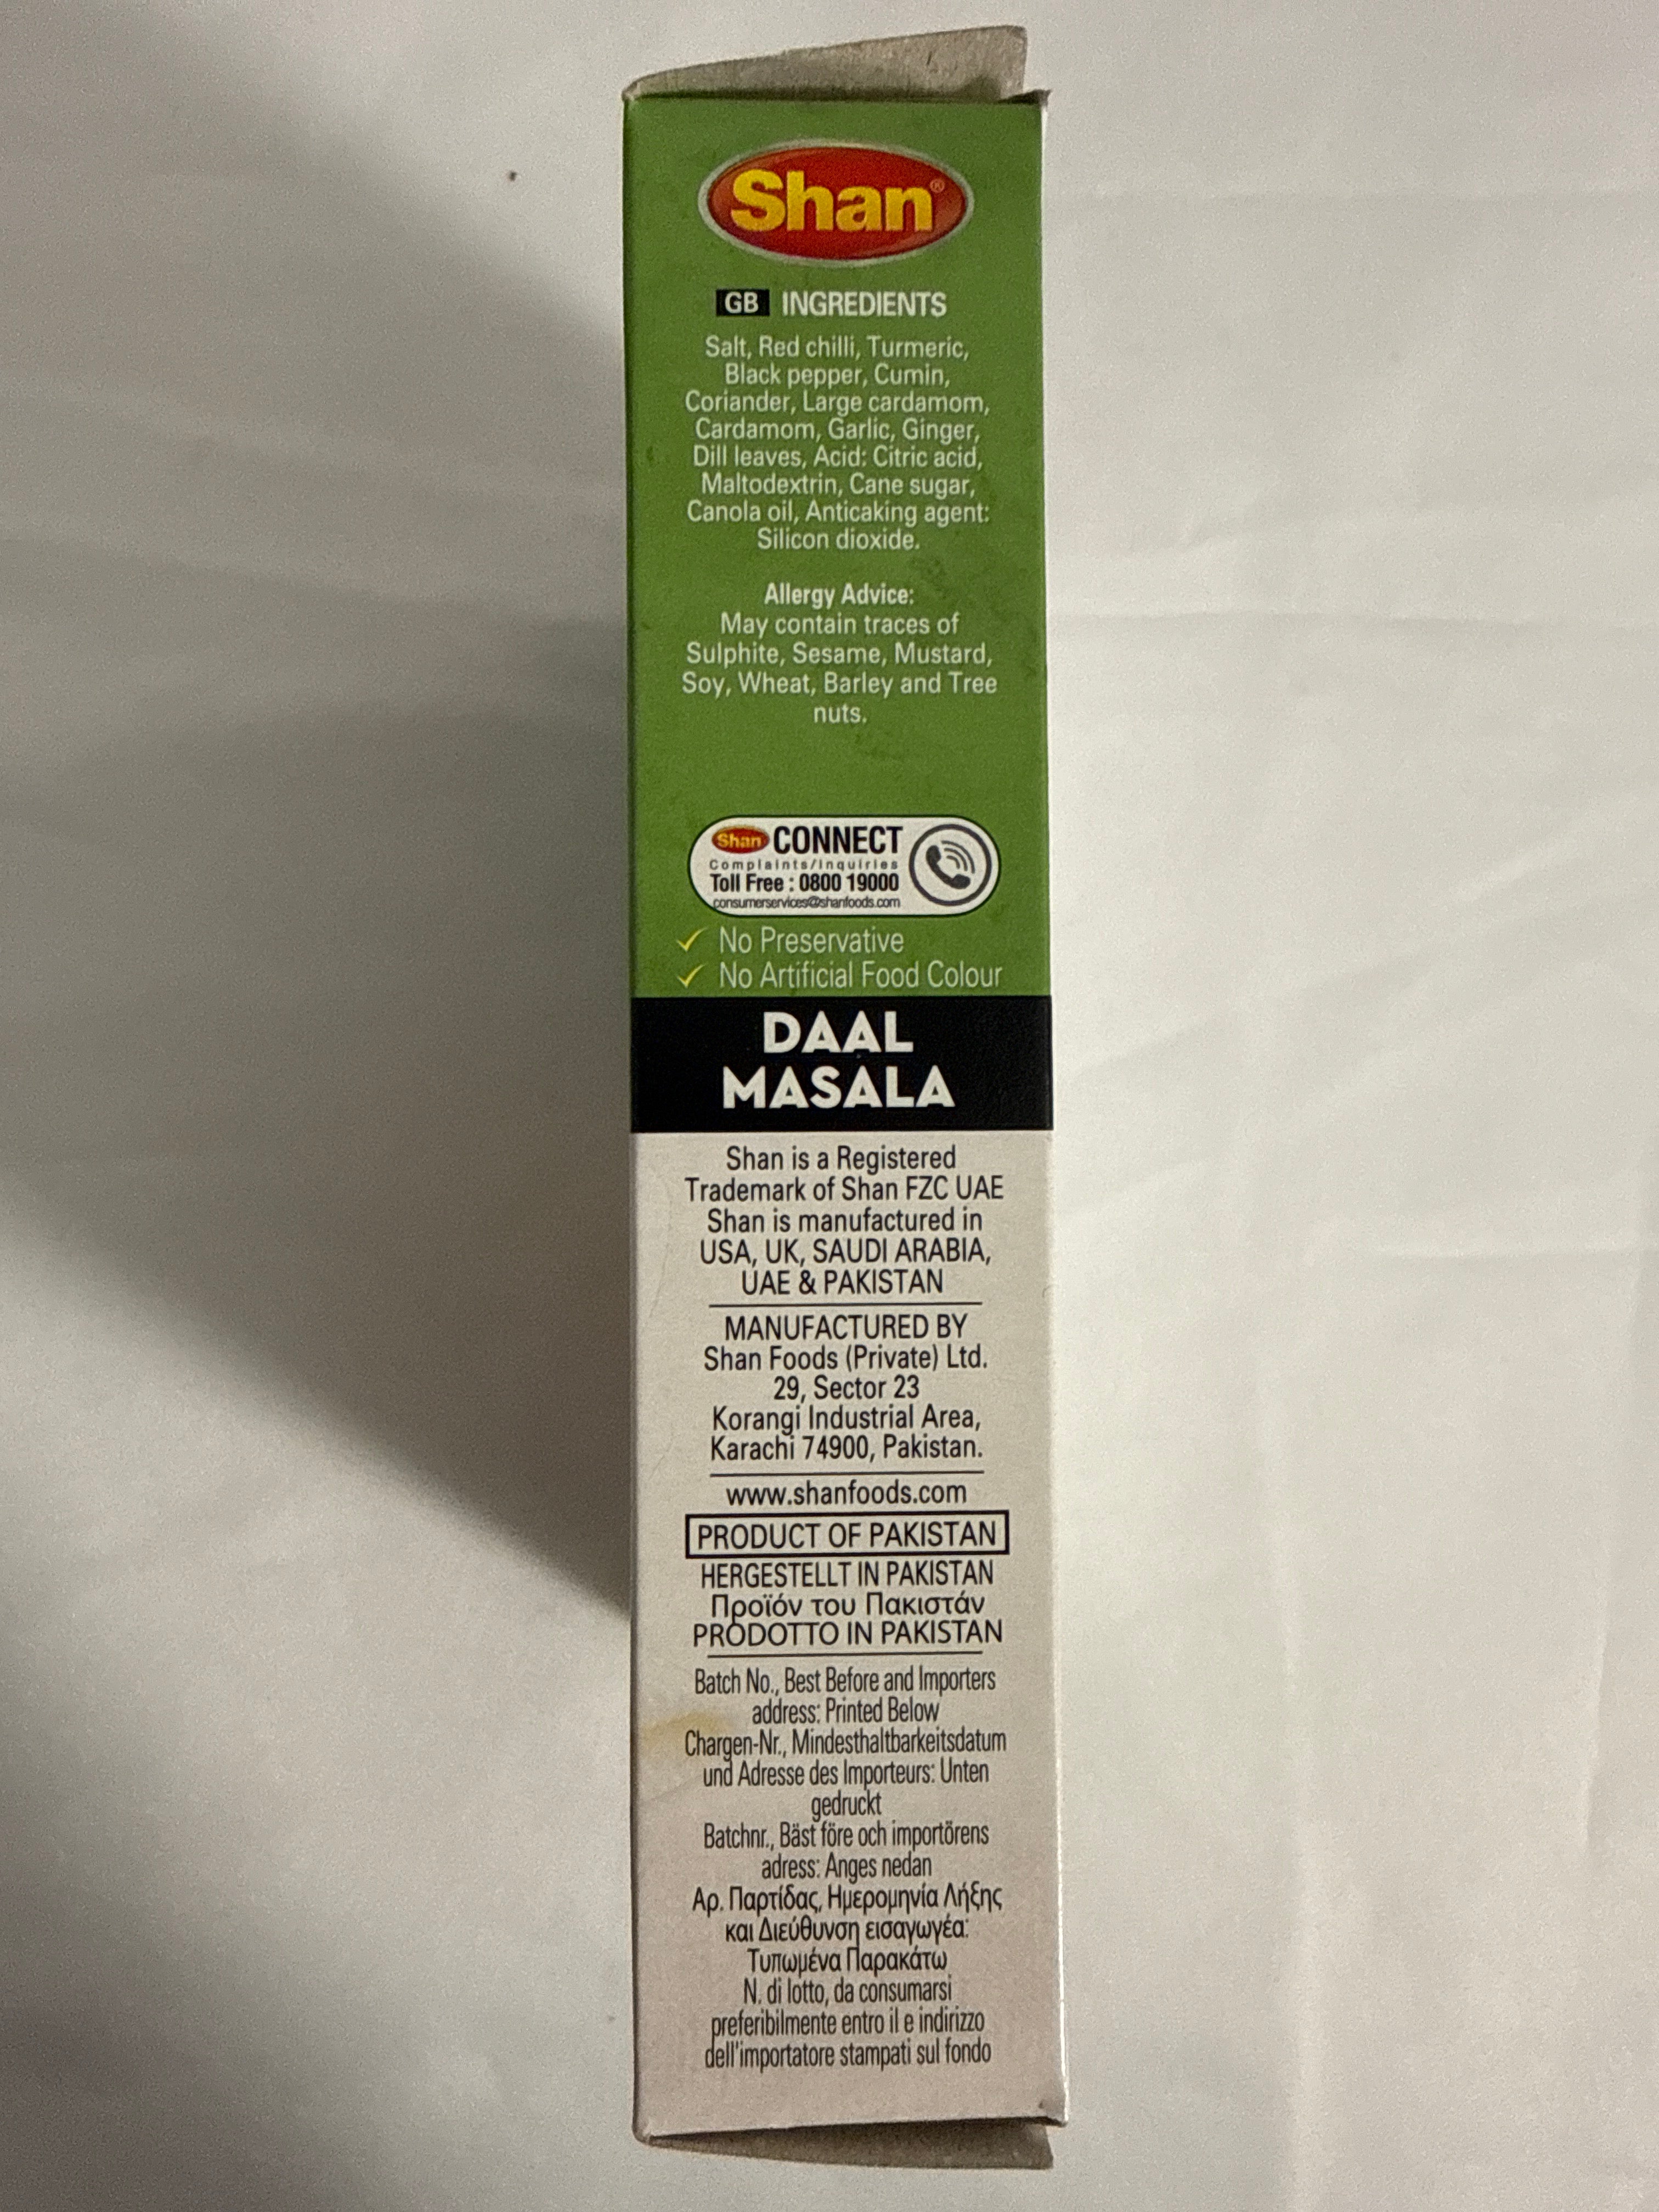 Shan®
GB INGREDIENTS
Salt, Red chilli, Turmeric,
Black pepper, Cumin,
Coriander, Large cardamom,
Cardamom, Garlic, Ginger,
Dill leaves, Acid: Citric acid,
Maltodextrin, Cane sugar,
Canola oil, Anticaking agent:
Silicon dioxide.
Allergy Advice:
May contain traces of
Sulphite, Sesame, Mustard,
Soy, Wheat, Barley and Tree
nuts.
Shan CONNECT
Complaints/Inquiries
Toll Free : 0800 19000
consumerservices@shanfoods.com
No Preservative
No Artificial Food Colour
DAAL
MASALA
Shan is a Registered
Trademark of Shan FZC UAE
Shan is manufactured in
USA, UK, SAUDI ARABIA,
UAE & PAKISTAN
MANUFACTURED BY
Shan Foods (Private) Ltd.
29, Sector 23
Korangi Industrial Area,
Karachi 74900, Pakistan.
www.shanfoods.com
PRODUCT OF PAKISTAN
HERGESTELLT IN PAKISTAN
Προϊόν του Πακιστάν
PRODOTTO IN PAKISTAN
Batch No., Best Before and Importers
address: Printed Below
Chargen-Nr., Mindesthaltbarkeitsdatum
und Adresse des Importeurs: Unten
gedruckt
Batchnr., Bäst före och importörens
adress: Anges nedan
Αρ. Παρτίδας, Ημερομηνία Λήξης
και Διεύθυνση εισαγωγέα:
Τυπωμένα Παρακάτω
N. di lotto, da consumarsi
preferibilmente entro il e indirizzo
dell'importatore stampati sul fondo